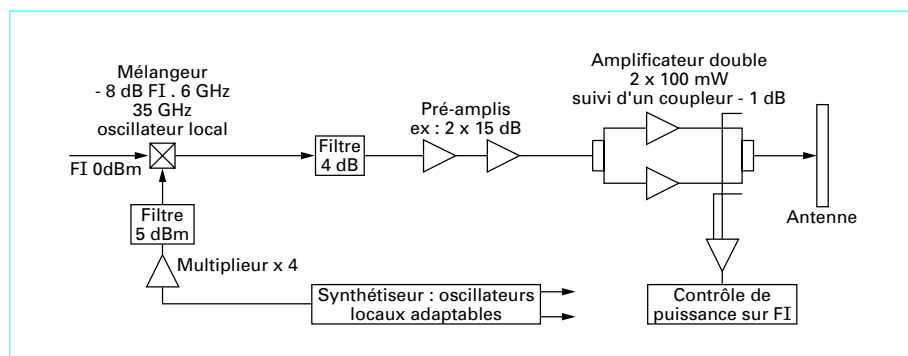 Mélangeur
- 8 dB FI . 6 GHz
35 GHz
oscillateur local
FI 0dBm
Filtre
5 dBm
Multiplieur x 4
Filtre
4 dB
Pré-amplis
ex : 2 x 15 dB
Amplificateur double
2 x 100 mW
suivi d'un coupleur - 1 dB
Antenne
Synthétiseur : oscillateurs
locaux adaptables
Contrôle de
puissance sur FI